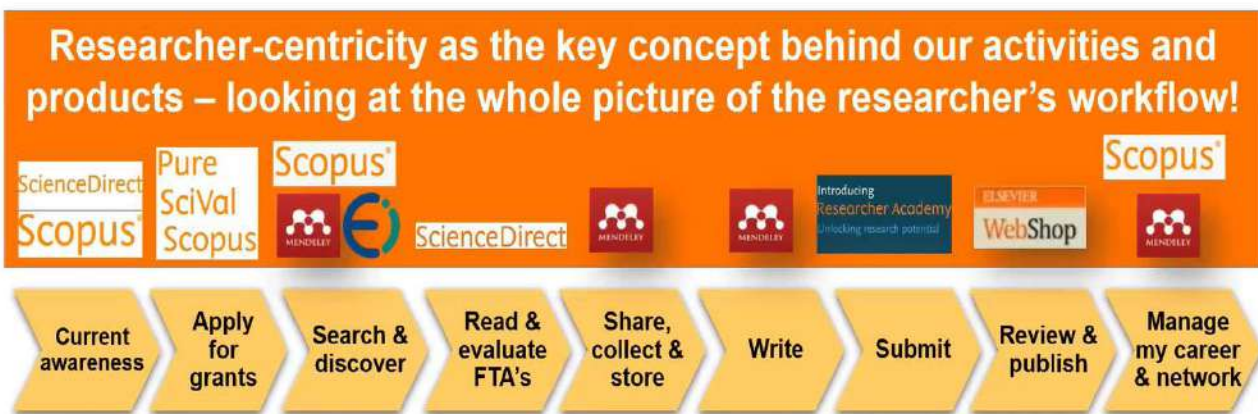 Researcher-centricity as the key concept behind our activities and
products – looking at the whole picture of the researcher's workflow!
ScienceDirect
Scopus®
Pure
SciVal
Scopus
Scopus®
MENDELEY
Ei
ScienceDirect
MENDELEY
MENDELEY
Introducing
Researcher Academy
Unlocking research potential
ELSEVIER
WebShop
Scopus®
MENDELEY
Current
awareness
Apply
for
grants
Search &
discover
Read &
evaluate
FTA's
Share,
collect &
store
Write
Submit
Review &
publish
Manage
my career
& network